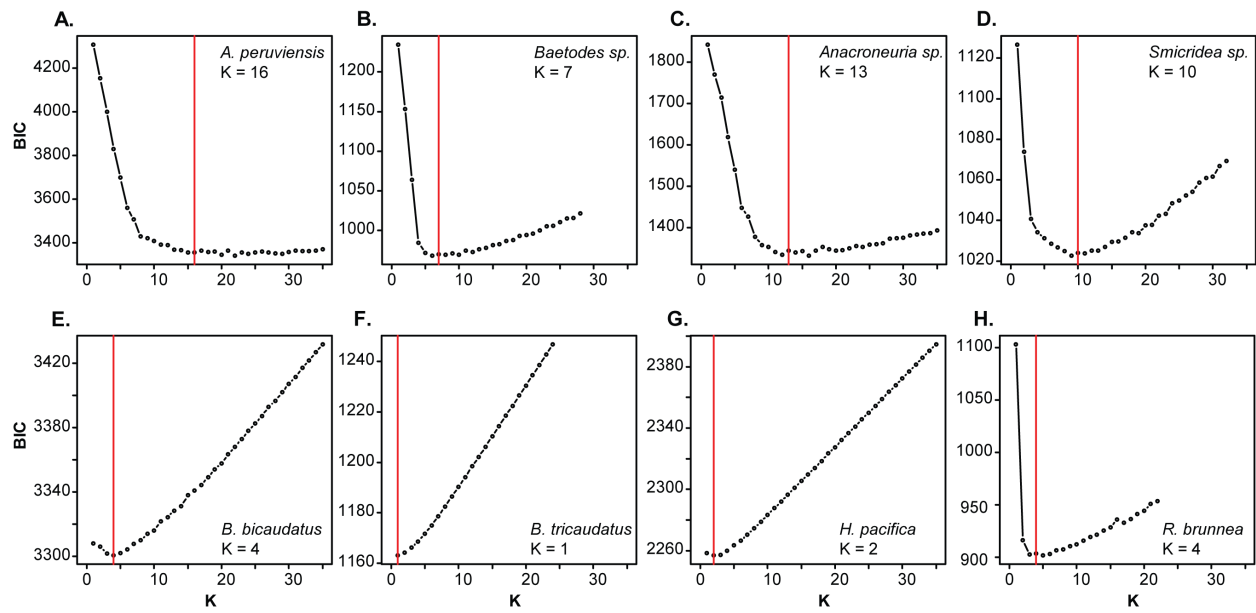 A.
B.
C.
D.
A. peruviensis
K = 16
Baetodes sp.
K = 7
Anacroneuria sp.
K = 13
Smicridea sp.
K = 10
BIC
4200
4000
3800
3600
3400
0 10 20 30
1200
1150
1100
1050
1000
0 10 20 30
1800
1700
1600
1500
1400
0 10 20 30
1120
1100
1080
1060
1040
1020
0 10 20 30
E.
F.
G.
H.
BIC
3420
3380
3340
3300
B. bicaudatus
K = 4
0 10 20 30
K
1240
1220
1200
1180
1160
B. tricaudatus
K = 1
0 10 20 30
K
2380
2340
2300
2260
H. pacifica
K = 2
0 10 20 30
K
1100
1050
1000
950
900
R. brunnea
K = 4
0 10 20 30
K